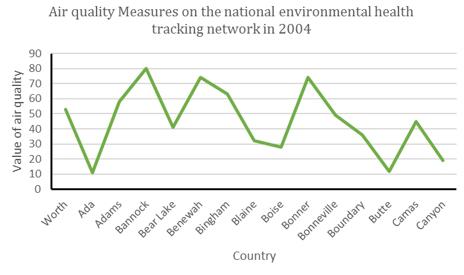 Air quality Measures on the national environmental health
tracking network in 2004
Value of air quality
90
80
70
60
50
40
30
20
10
0
Worth
Ada
Adams
Bannock
Bear Lake
Benewah
Bingham
Blaine
Boise
Bonner
Bonneville
Boundary
Butte
Camas
Canyon
Country